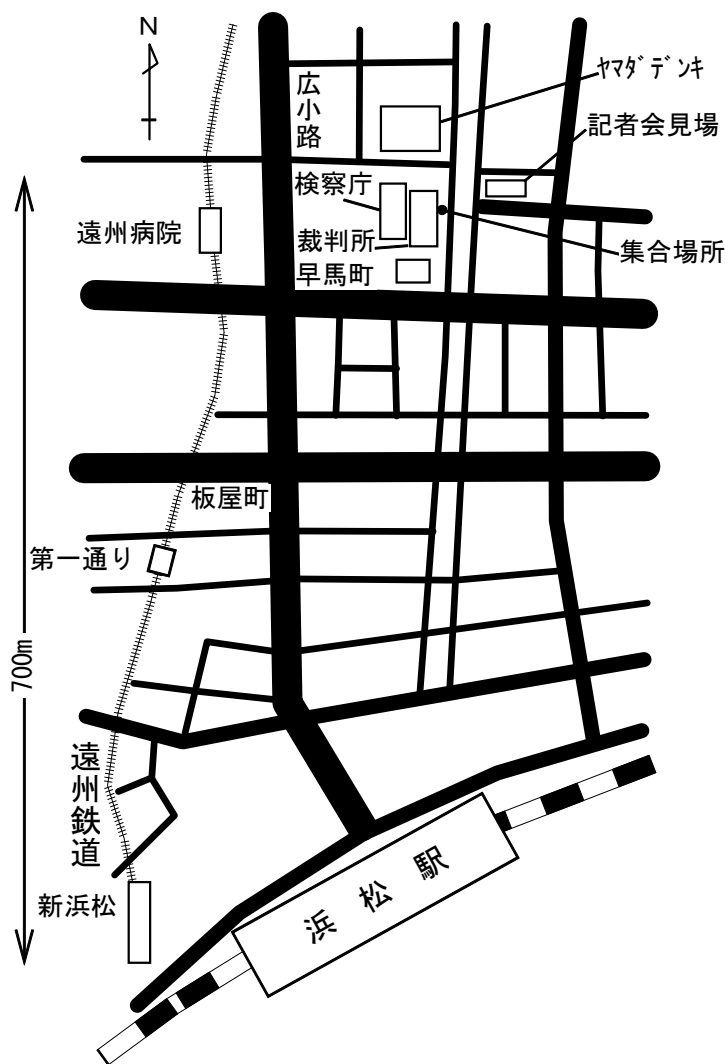 N
ﾔﾏﾀﾞﾃﾞﾝｷ
広小路
記者会見場
検察庁
遠州病院
裁判所
集合場所
早馬町
板屋町
第一通り
700m
遠州鉄道
新浜松
浜松駅